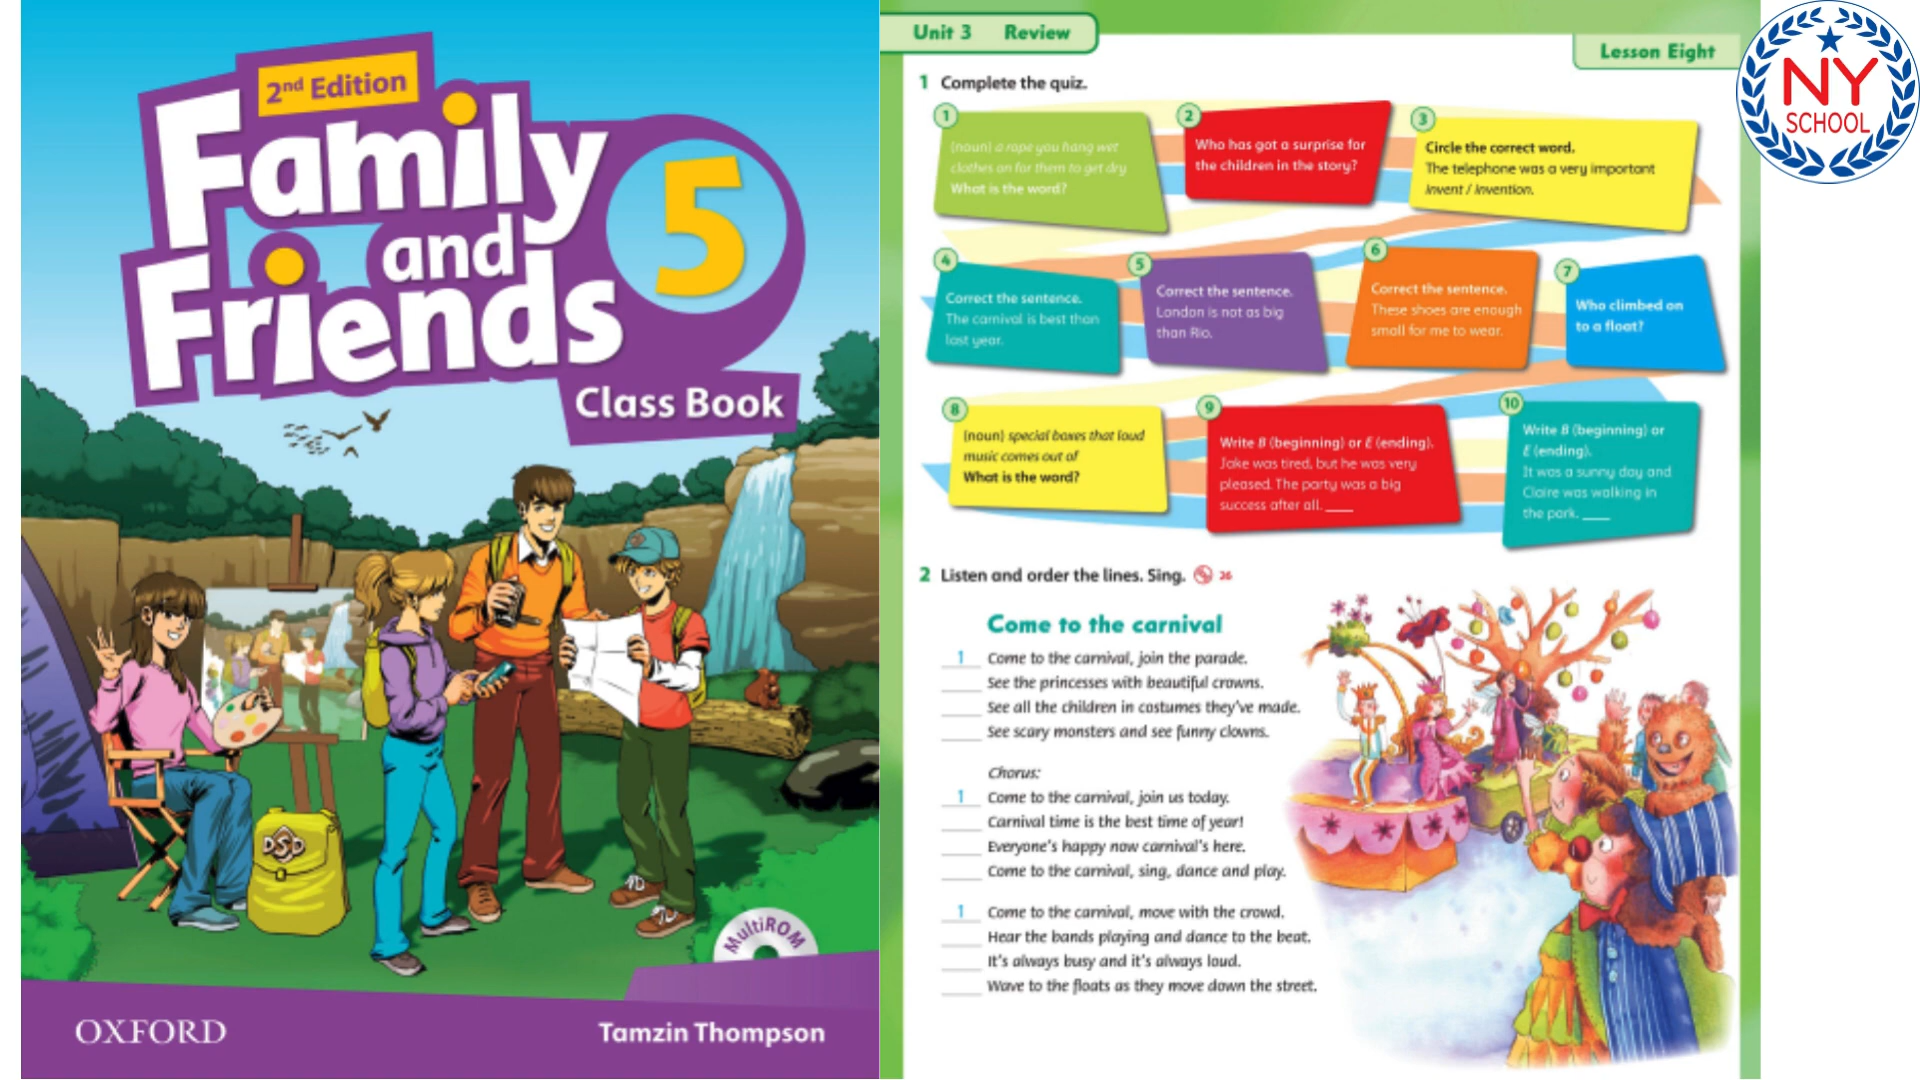 2nd Edition
Family
and
Friends
5
Class Book
DSD
MultiROM
OXFORD
Tamzin Thompson
Unit 3 Review
Lesson Eight
NY
SCHOOL
1 Complete the quiz.
1
(noun) a rope you hang wet
clothes on for them to get dry
What is the word?
2
Who has got a surprise for
the children in the story?
3
Circle the correct word.
The telephone was a very important
invent / invention.
4
Correct the sentence.
The carnival is best than
last year.
5
Correct the sentence.
London is not as big
than Rio.
6
Correct the sentence.
These shoes are enough
small for me to wear.
7
Who climbed on
to a float?
8
(noun) special boxes that loud
music comes out of
What is the word?
9
Write B (beginning) or E (ending).
Jake was tired, but he was very
pleased. The party was a big
success after all. ____
10
Write B (beginning) or
E (ending).
It was a sunny day and
Claire was walking in
the park. ____
2 Listen and order the lines. Sing. 36
Come to the carnival
1 Come to the carnival, join the parade.
____ See the princesses with beautiful crowns.
____ See all the children in costumes they've made.
____ See scary monsters and see funny clowns.
Chorus:
1 Come to the carnival, join us today.
____ Carnival time is the best time of year!
____ Everyone's happy now carnival's here.
____ Come to the carnival, sing, dance and play.
1 Come to the carnival, move with the crowd.
____ Hear the bands playing and dance to the beat.
____ It's always busy and it's always loud.
____ Wave to the floats as they move down the street.